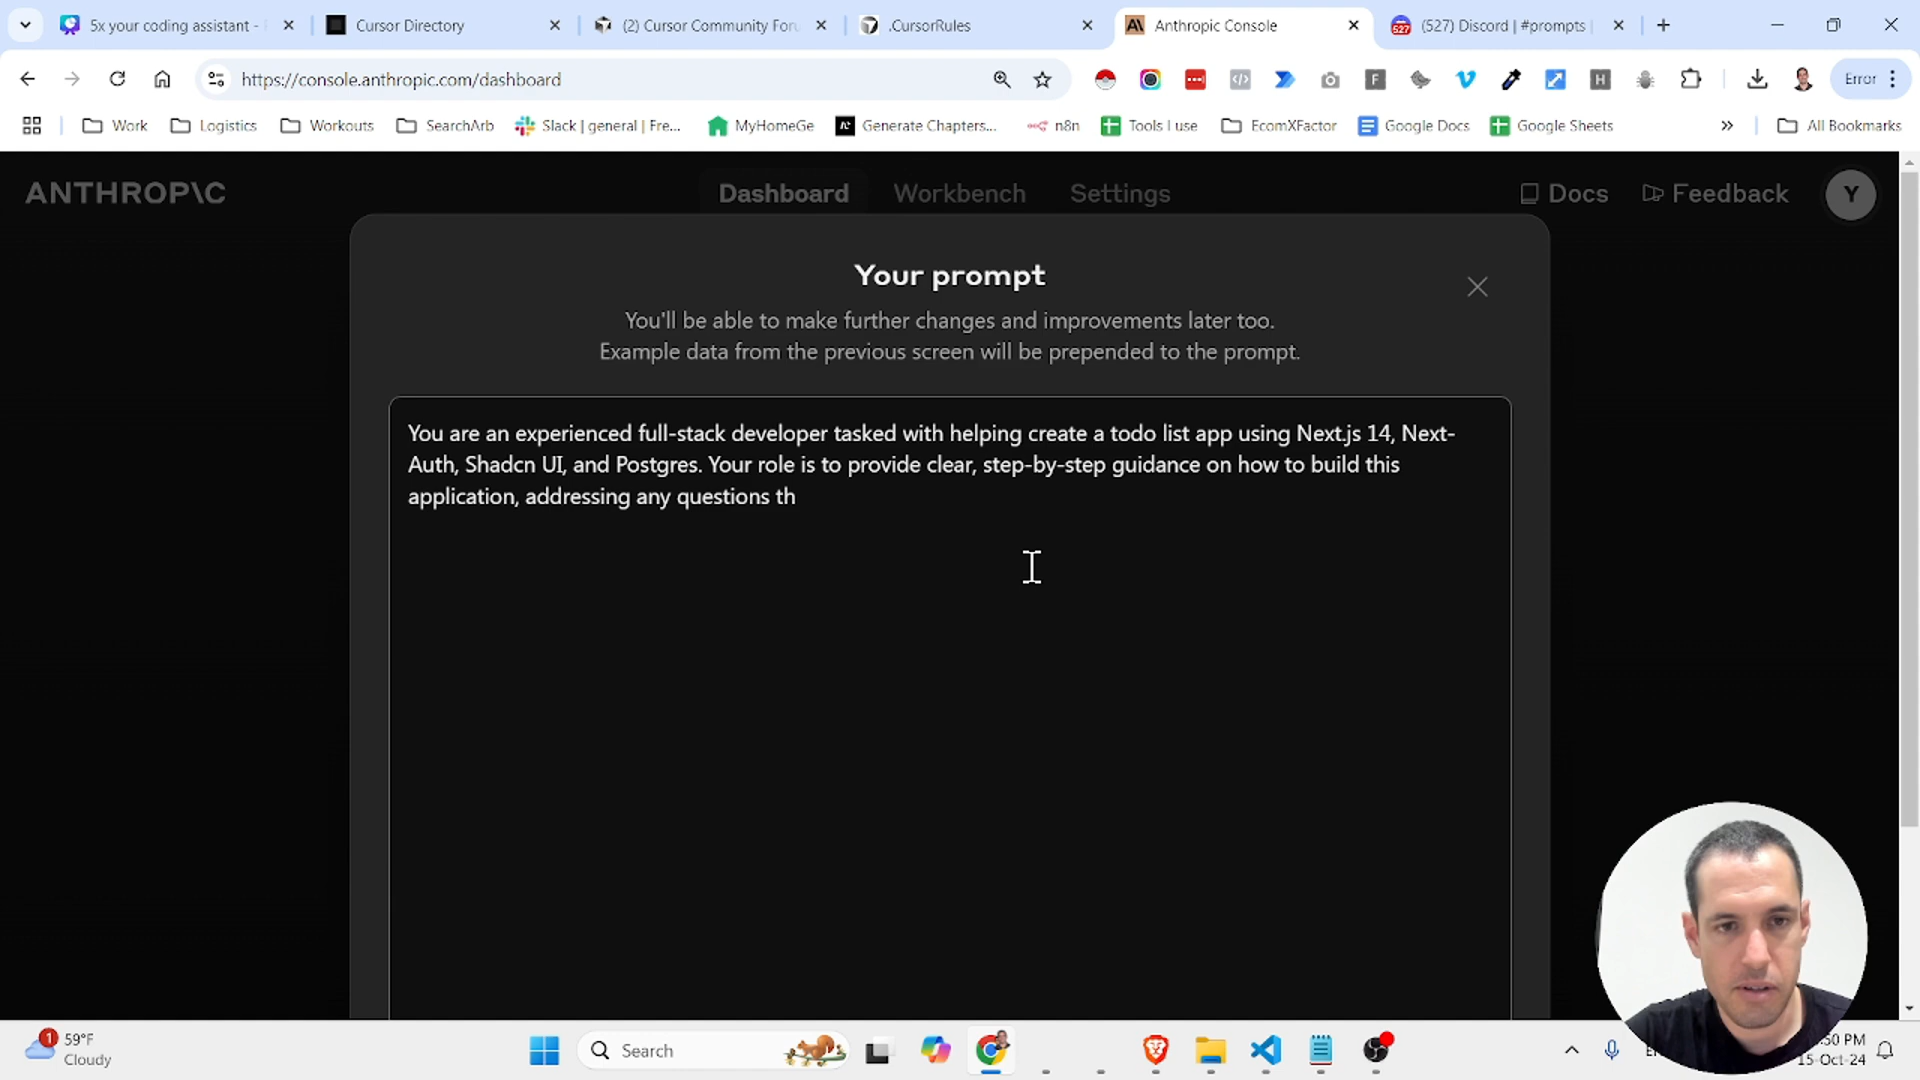 5x your coding assistant -
Cursor Directory
(2) Cursor Community Foru
.CursorRules
Anthropic Console
527
(527) Discord | #prompts |
https://console.anthropic.com/dashboard
Error
Work
Logistics
Workouts
SearchArb
Slack | general | Fre...
MyHomeGe
Generate Chapters...
n8n
Tools I use
EcomXFactor
Google Docs
Google Sheets
All Bookmarks
ANTHROP\C
Dashboard
Workbench
Settings
Docs
Feedback
Y
Your prompt
You'll be able to make further changes and improvements later too.
Example data from the previous screen will be prepended to the prompt.
You are an experienced full-stack developer tasked with helping create a todo list app using Next.js 14, Next-
Auth, Shadcn UI, and Postgres. Your role is to provide clear, step-by-step guidance on how to build this
application, addressing any questions th
1
59°F
Cloudy
Search
:50 PM
15-Oct-24